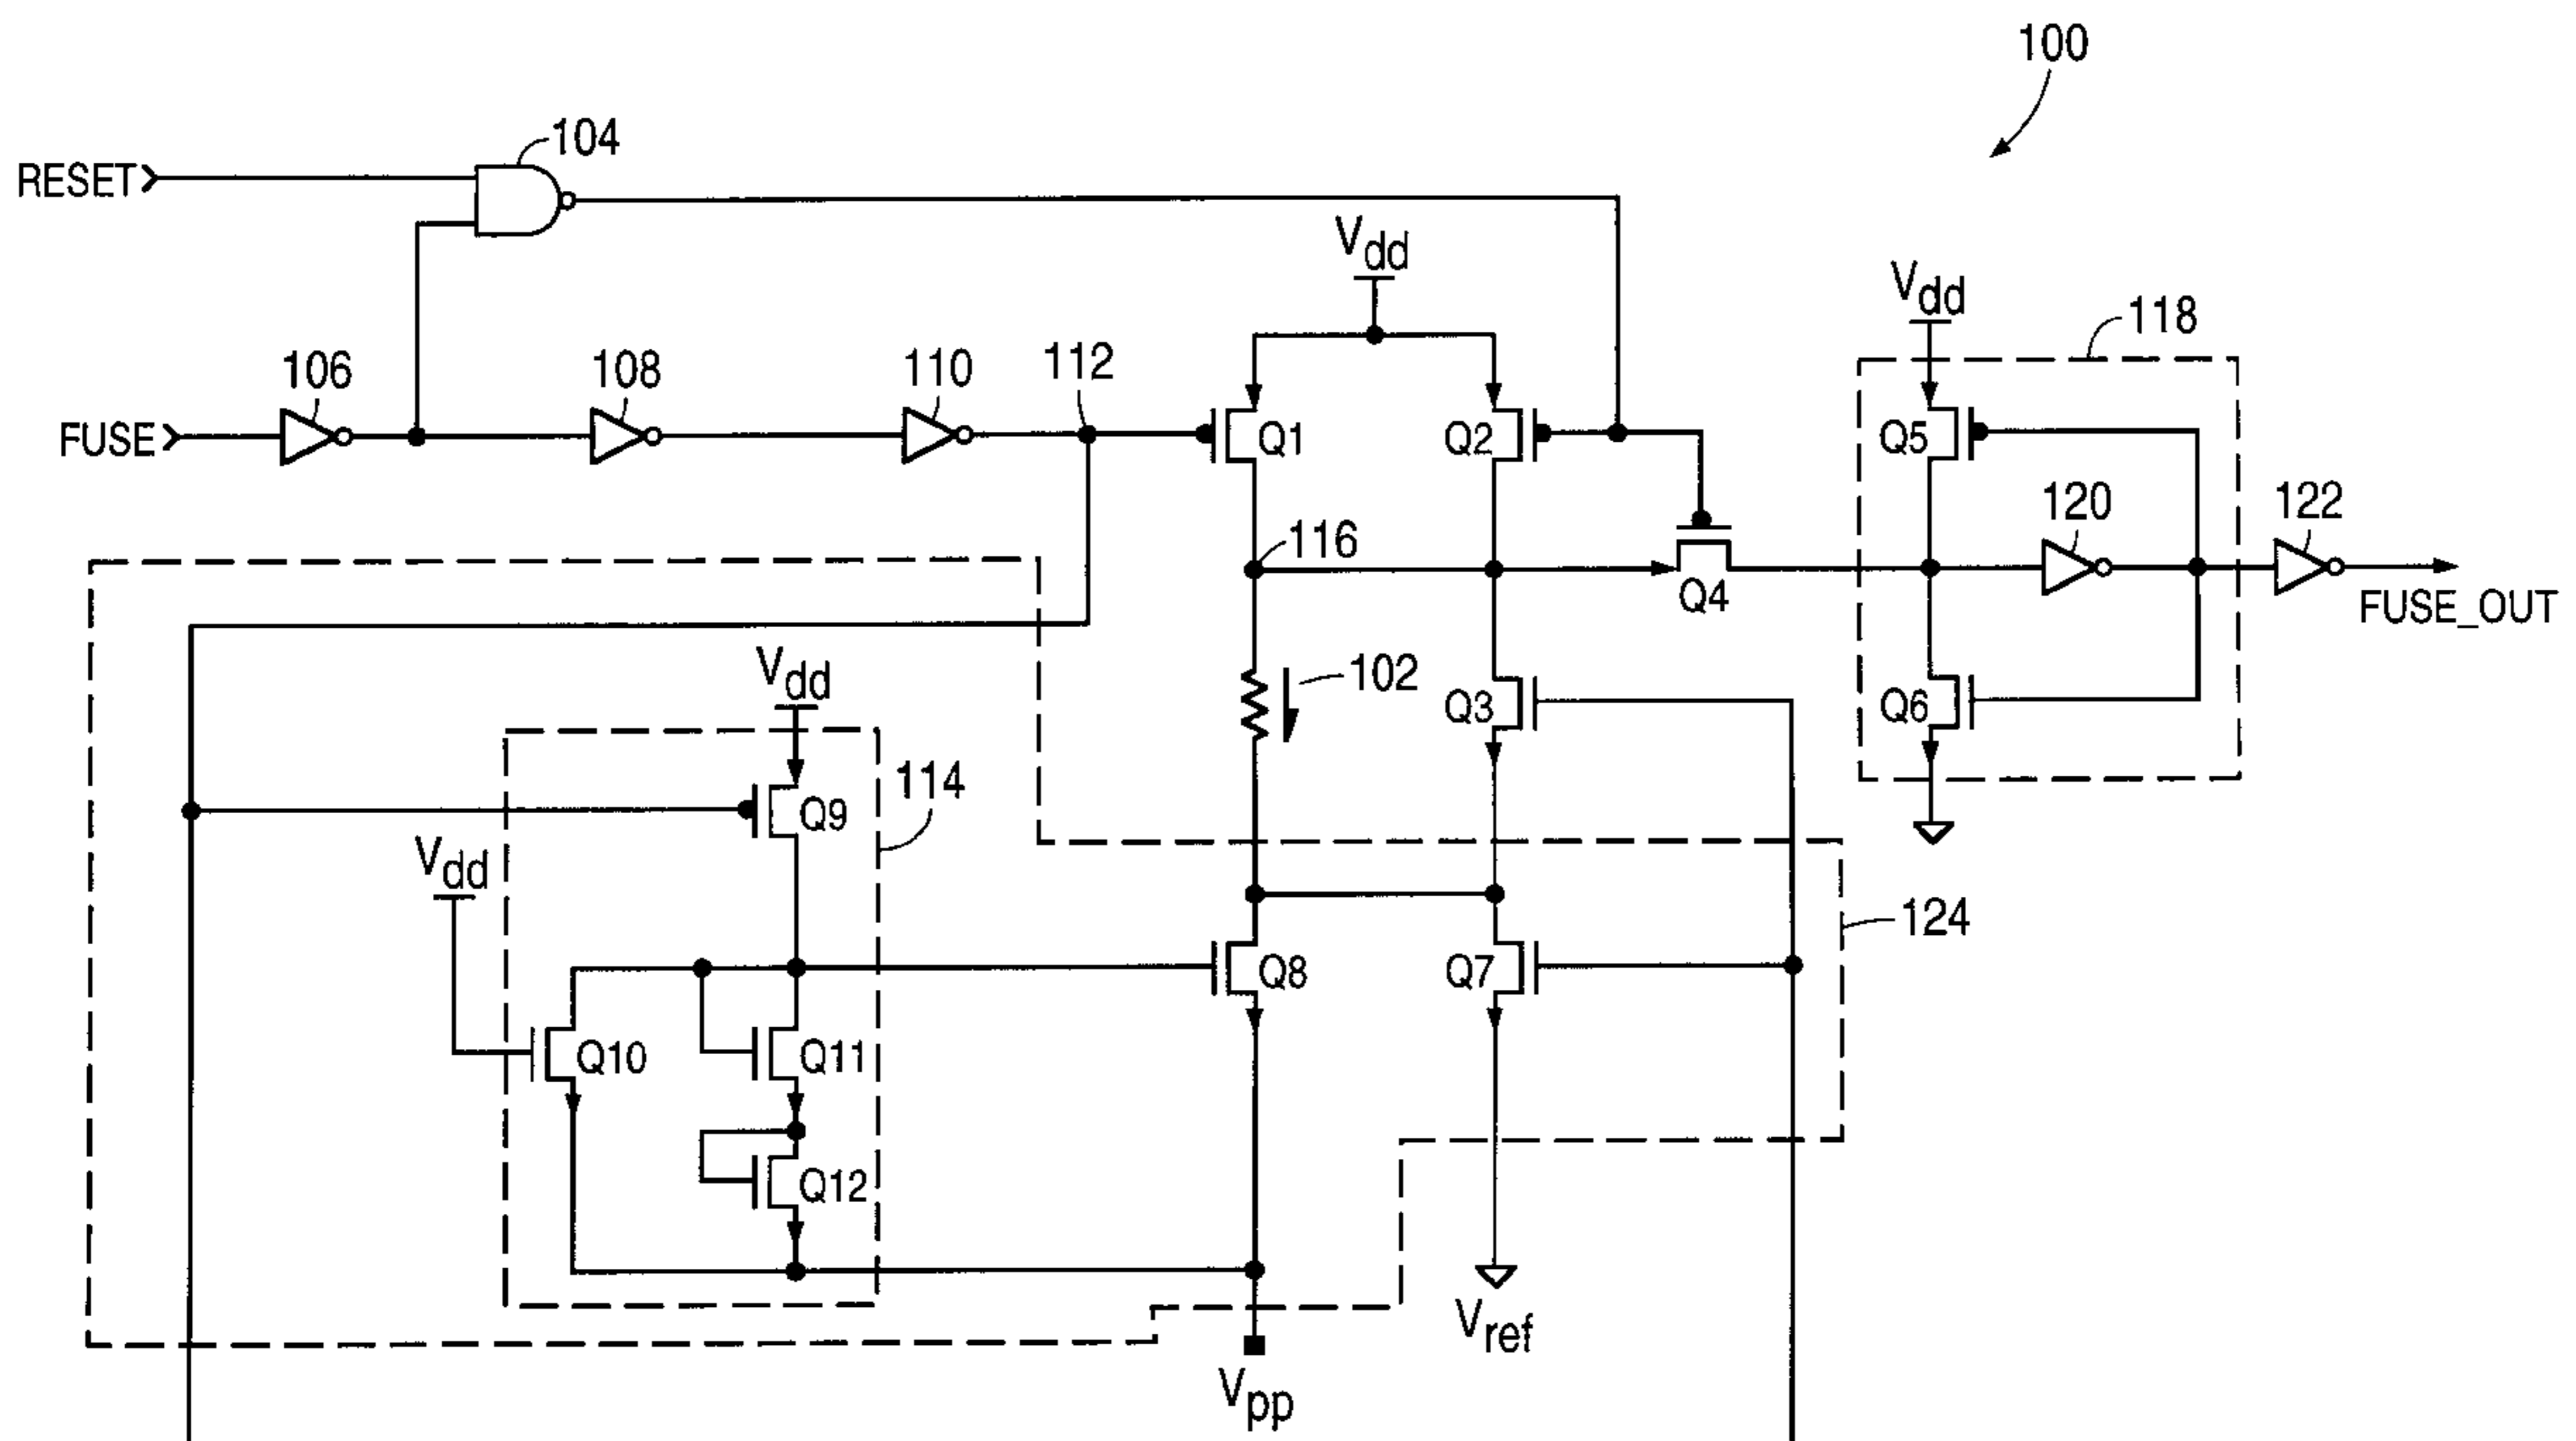 100
104
RESET
Vdd
Vdd
118
106
108
110
112
FUSE
Q1
Q2
Q5
120
122
116
Q4
FUSE_OUT
Vdd
102
Q3
Q6
114
Q9
Vdd
124
Q8
Q7
Q10
Q11
Q12
Vref
Vpp